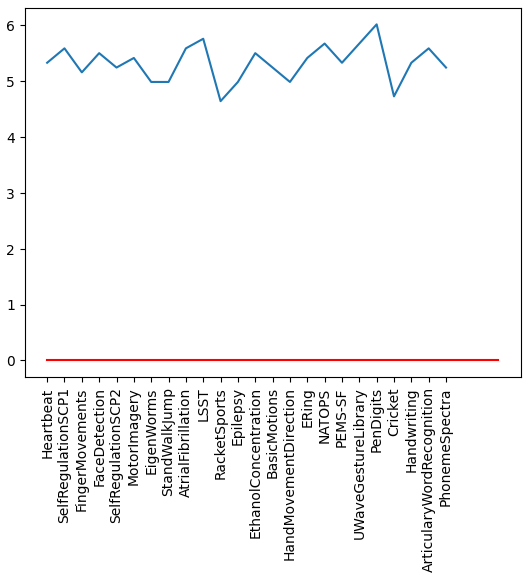 6
5
4
3
2
1
0
Heartbeat
SelfRegulationSCP1
FingerMovements
FaceDetection
SelfRegulationSCP2
MotorImagery
EigenWorms
StandWalkJump
AtrialFibrillation
LSST
RacketSports
Epilepsy
EthanolConcentration
BasicMotions
HandMovementDirection
ERing
NATOPS
PEMS-SF
UWaveGestureLibrary
PenDigits
Cricket
Handwriting
ArticularyWordRecognition
PhonemeSpectra